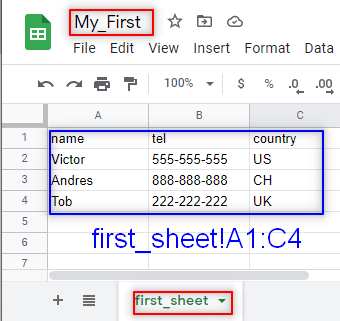 My_First
File Edit View Insert Format Data
100% $ % .0 .00
A B C
1 name tel country
2 Victor 555-555-555 US
3 Andres 888-888-888 CH
4 Tob 222-222-222 UK
5
6 first_sheet!A1:C4
7
first_sheet